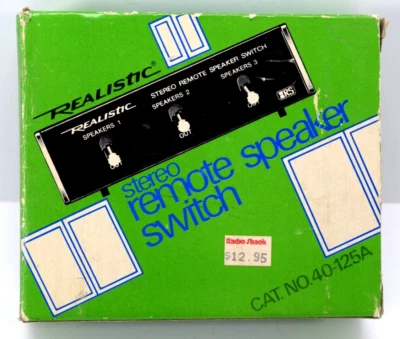 REALISTIC®
REALISTIC
STEREO REMOTE SPEAKER SWITCH
SPEAKERS 1
SPEAKERS 2
SPEAKERS 3
OUT
OUT
RS
stereo
remote speaker
switch
Radio Shack
$12.95
CAT. NO. 40-125A